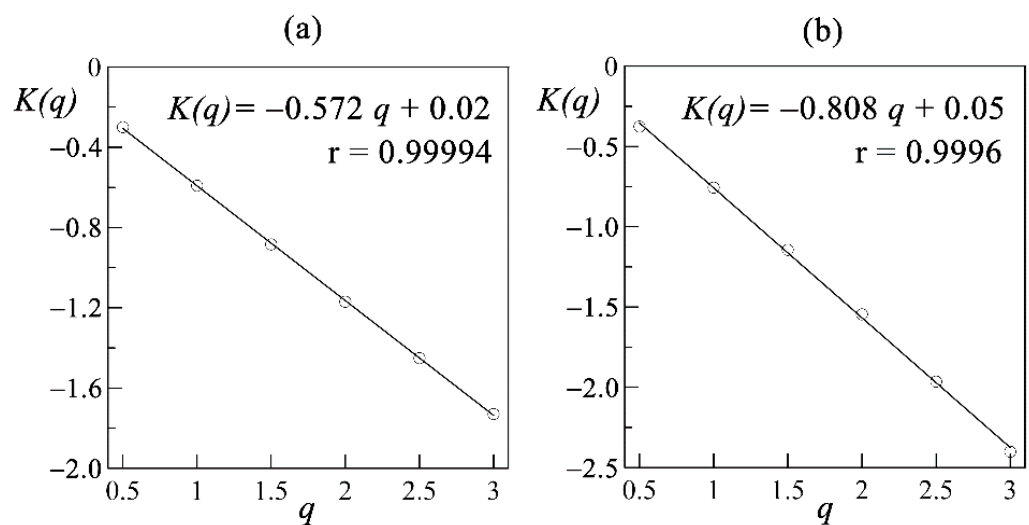 (a)
K(q)
K(q) = −0.572 q + 0.02
r = 0.99994
0
−0.4
−0.8
−1.2
−1.6
−2.0
0.5 1 1.5 2 2.5 3
q
(b)
K(q)
K(q) = −0.808 q + 0.05
r = 0.9996
0
−0.5
−1.0
−1.5
−2.0
−2.5
0.5 1 1.5 2 2.5 3
q